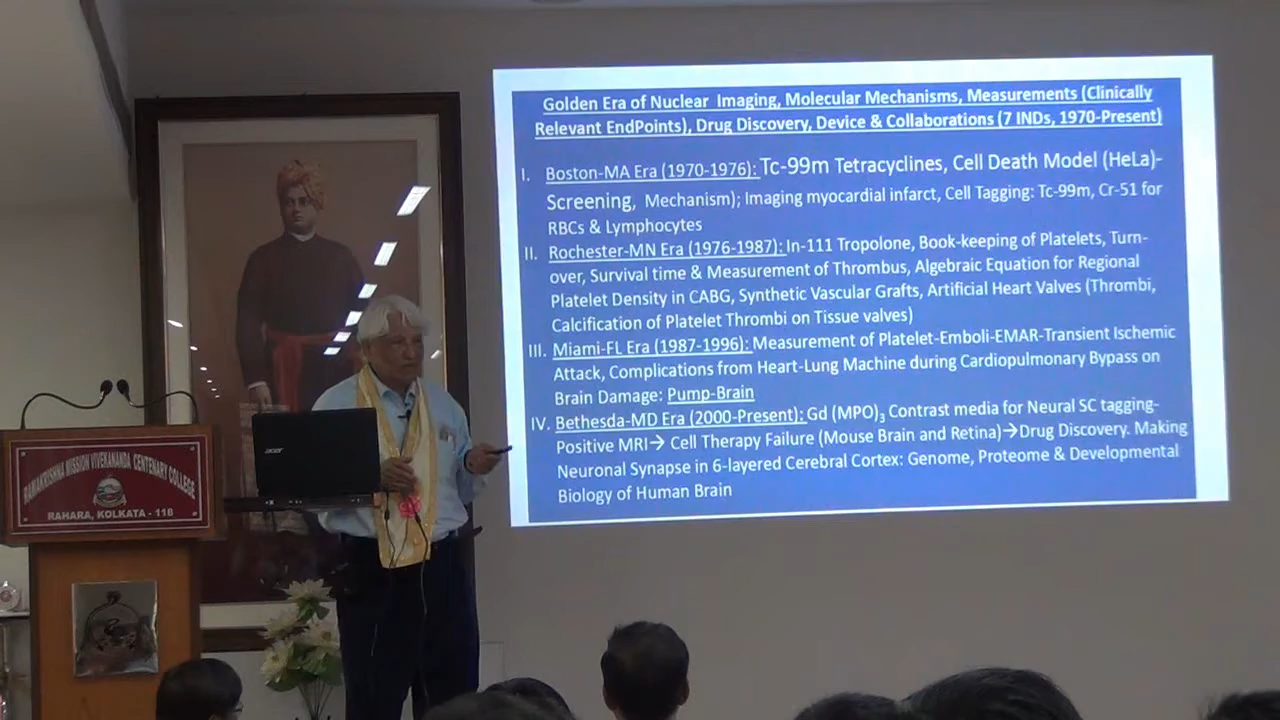 Golden Era of Nuclear Imaging, Molecular Mechanisms, Measurements (Clinically
Relevant EndPoints), Drug Discovery, Device & Collaborations (7 INDs, 1970-Present)
I. Boston-MA Era (1970-1976): Tc-99m Tetracyclines, Cell Death Model (HeLa)-
Screening, Mechanism); Imaging myocardial infarct, Cell Tagging: Tc-99m, Cr-51 for
RBCs & Lymphocytes
II. Rochester-MN Era (1976-1987): In-111 Tropolone, Book-keeping of Platelets, Turn-
over, Survival time & Measurement of Thrombus, Algebraic Equation for Regional
Platelet Density in CABG, Synthetic Vascular Grafts, Artificial Heart Valves (Thrombi,
Calcification of Platelet Thrombi on Tissue valves)
III. Miami-FL Era (1987-1996): Measurement of Platelet-Emboli-EMAR-Transient Ischemic
Attack, Complications from Heart-Lung Machine during Cardiopulmonary Bypass on
Brain Damage: Pump-Brain
IV. Bethesda-MD Era (2000-Present): Gd (MPO)₃ Contrast media for Neural SC tagging-
Positive MRI→ Cell Therapy Failure (Mouse Brain and Retina)→Drug Discovery. Making
Neuronal Synapse in 6-layered Cerebral Cortex: Genome, Proteome & Developmental
Biology of Human Brain
acer
RAMAKRISHNA MISSION VIVEKANANDA CENTENARY COLLEGE
RAHARA, KOLKATA - 118